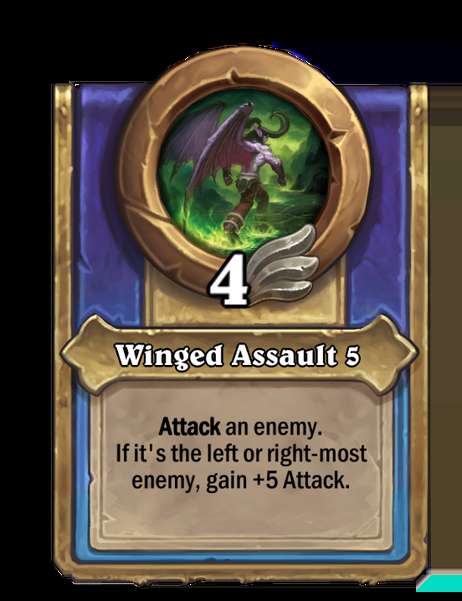 4
Winged Assault 5
Attack an enemy.
If it's the left or right-most
enemy, gain +5 Attack.